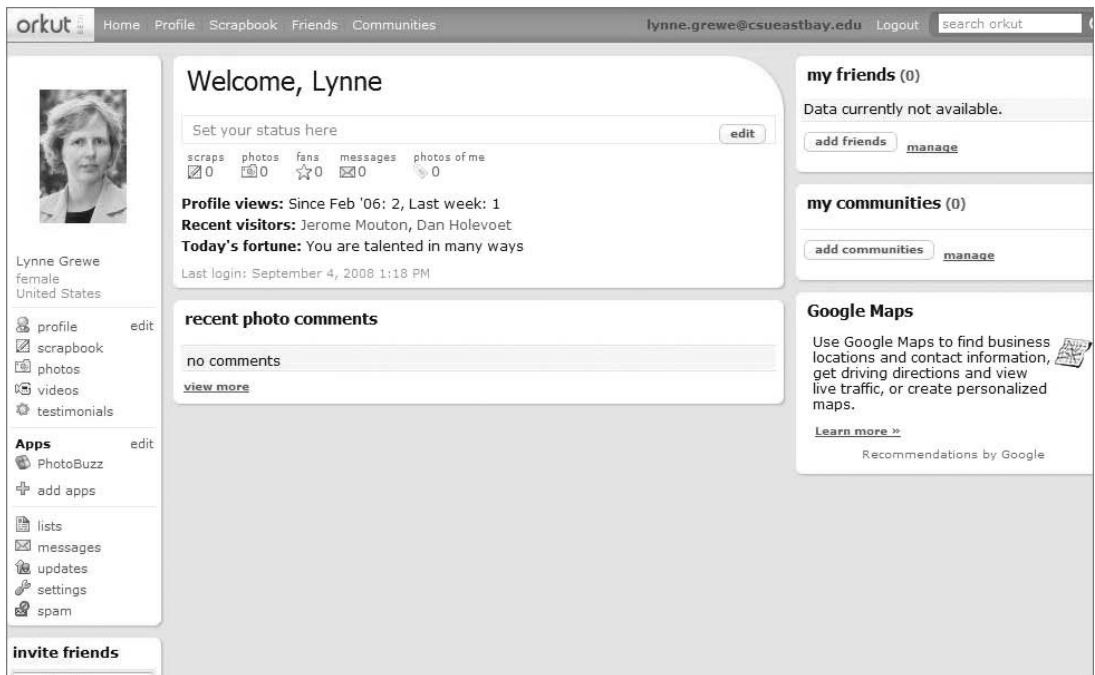 orkut Home Profile Scrapbook Friends Communities lynne.grewe@csueastbay.edu Logout search orkut
Lynne Grewe
female
United States
profile edit
scrapbook
photos
videos
testimonials
Apps edit
PhotoBuzz
add apps
lists
messages
updates
settings
spam
invite friends
Welcome, Lynne
Set your status here edit
scraps photos fans messages photos of me
0 0 0 0 0
Profile views: Since Feb '06: 2, Last week: 1
Recent visitors: Jerome Mouton, Dan Holevoet
Today's fortune: You are talented in many ways
Last login: September 4, 2008 1:18 PM
recent photo comments
no comments
view more
my friends (0)
Data currently not available.
add friends manage
my communities (0)
add communities manage
Google Maps
Use Google Maps to find business
locations and contact information,
get driving directions and view
live traffic, or create personalized
maps.
Learn more »
Recommendations by Google